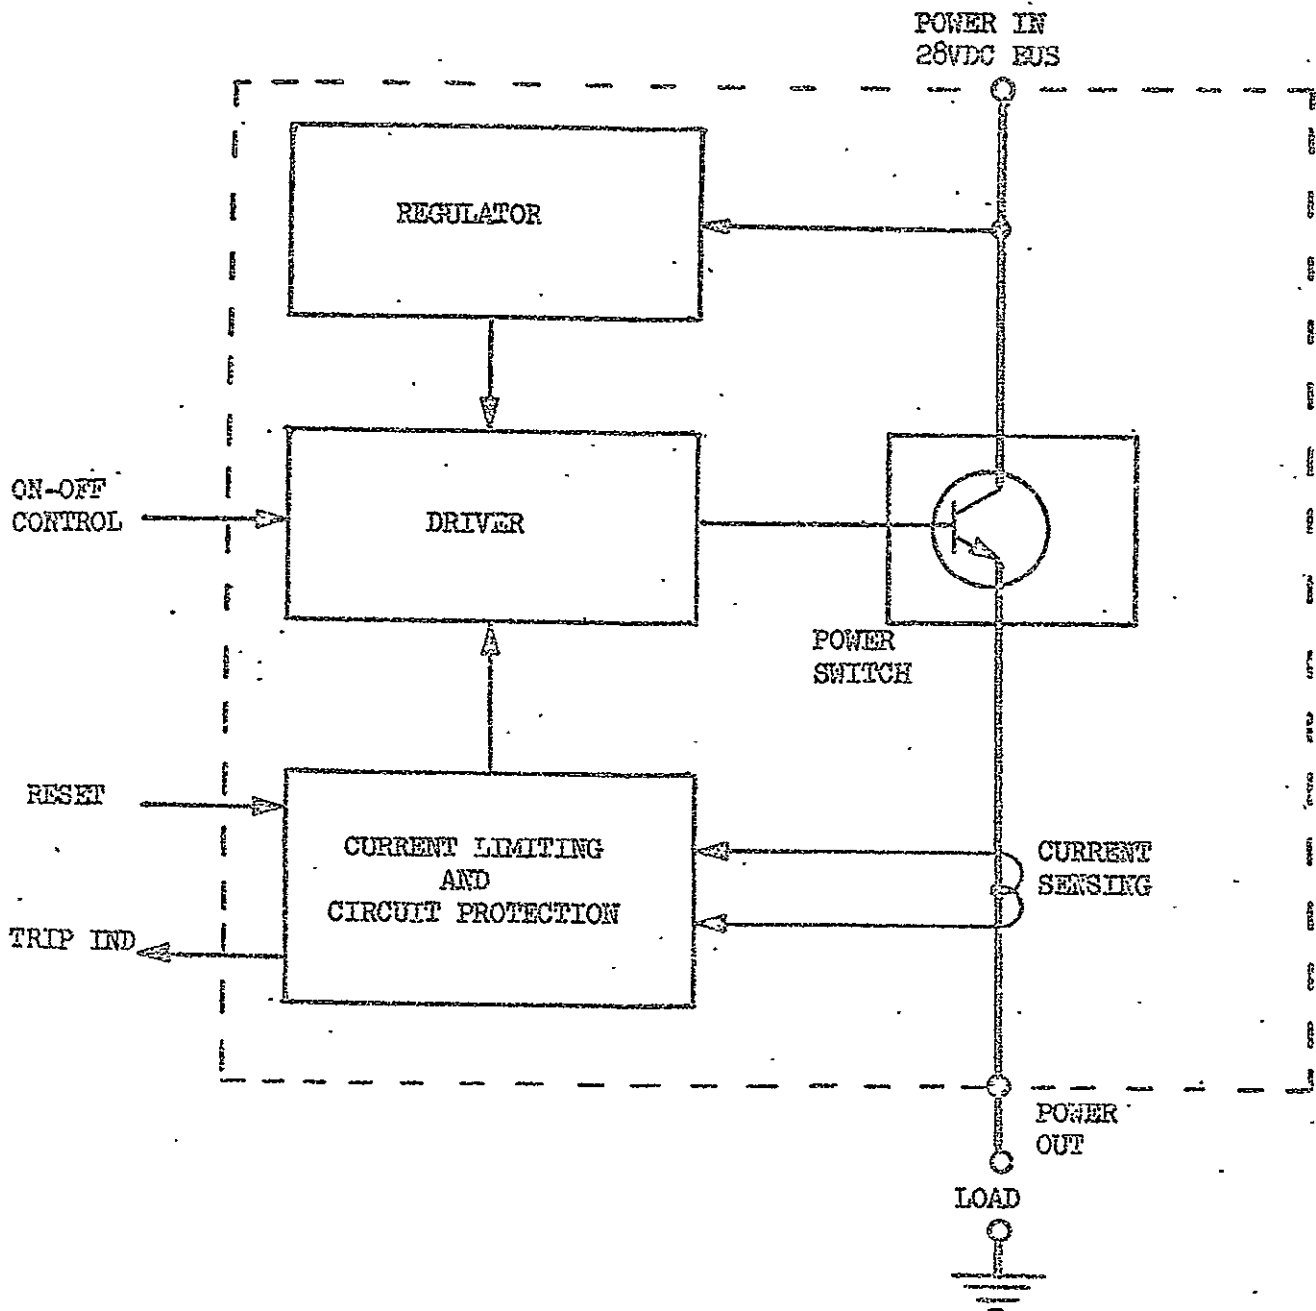 POWER IN
28VDC BUS
REGULATOR
ON-OFF
CONTROL
DRIVER
POWER
SWITCH
RESET
CURRENT LIMITING
AND
CIRCUIT PROTECTION
CURRENT
SENSING
TRIP IND
POWER
OUT
LOAD